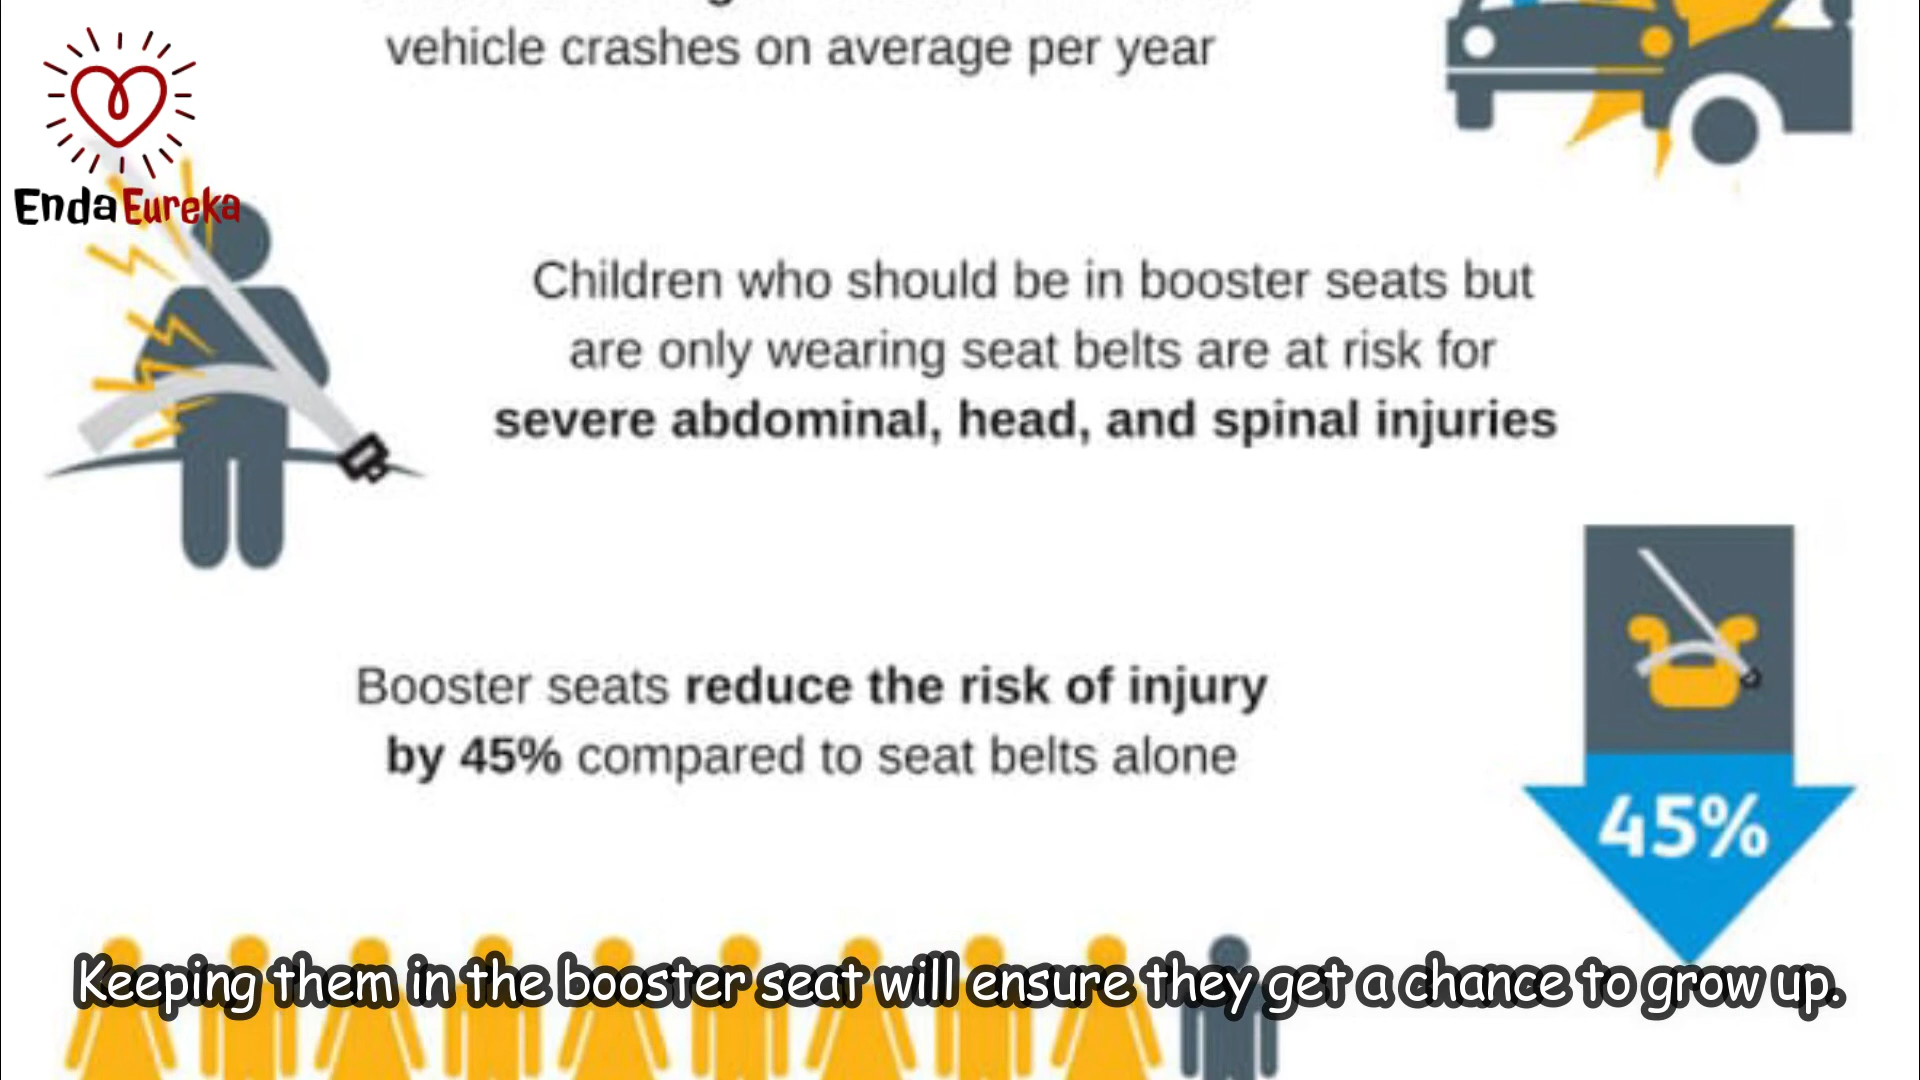 vehicle crashes on average per year
Enda Eureka
Children who should be in booster seats but
are only wearing seat belts are at risk for
severe abdominal, head, and spinal injuries
Booster seats reduce the risk of injury
by 45% compared to seat belts alone
45%
Keeping them in the booster seat will ensure they get a chance to grow up.